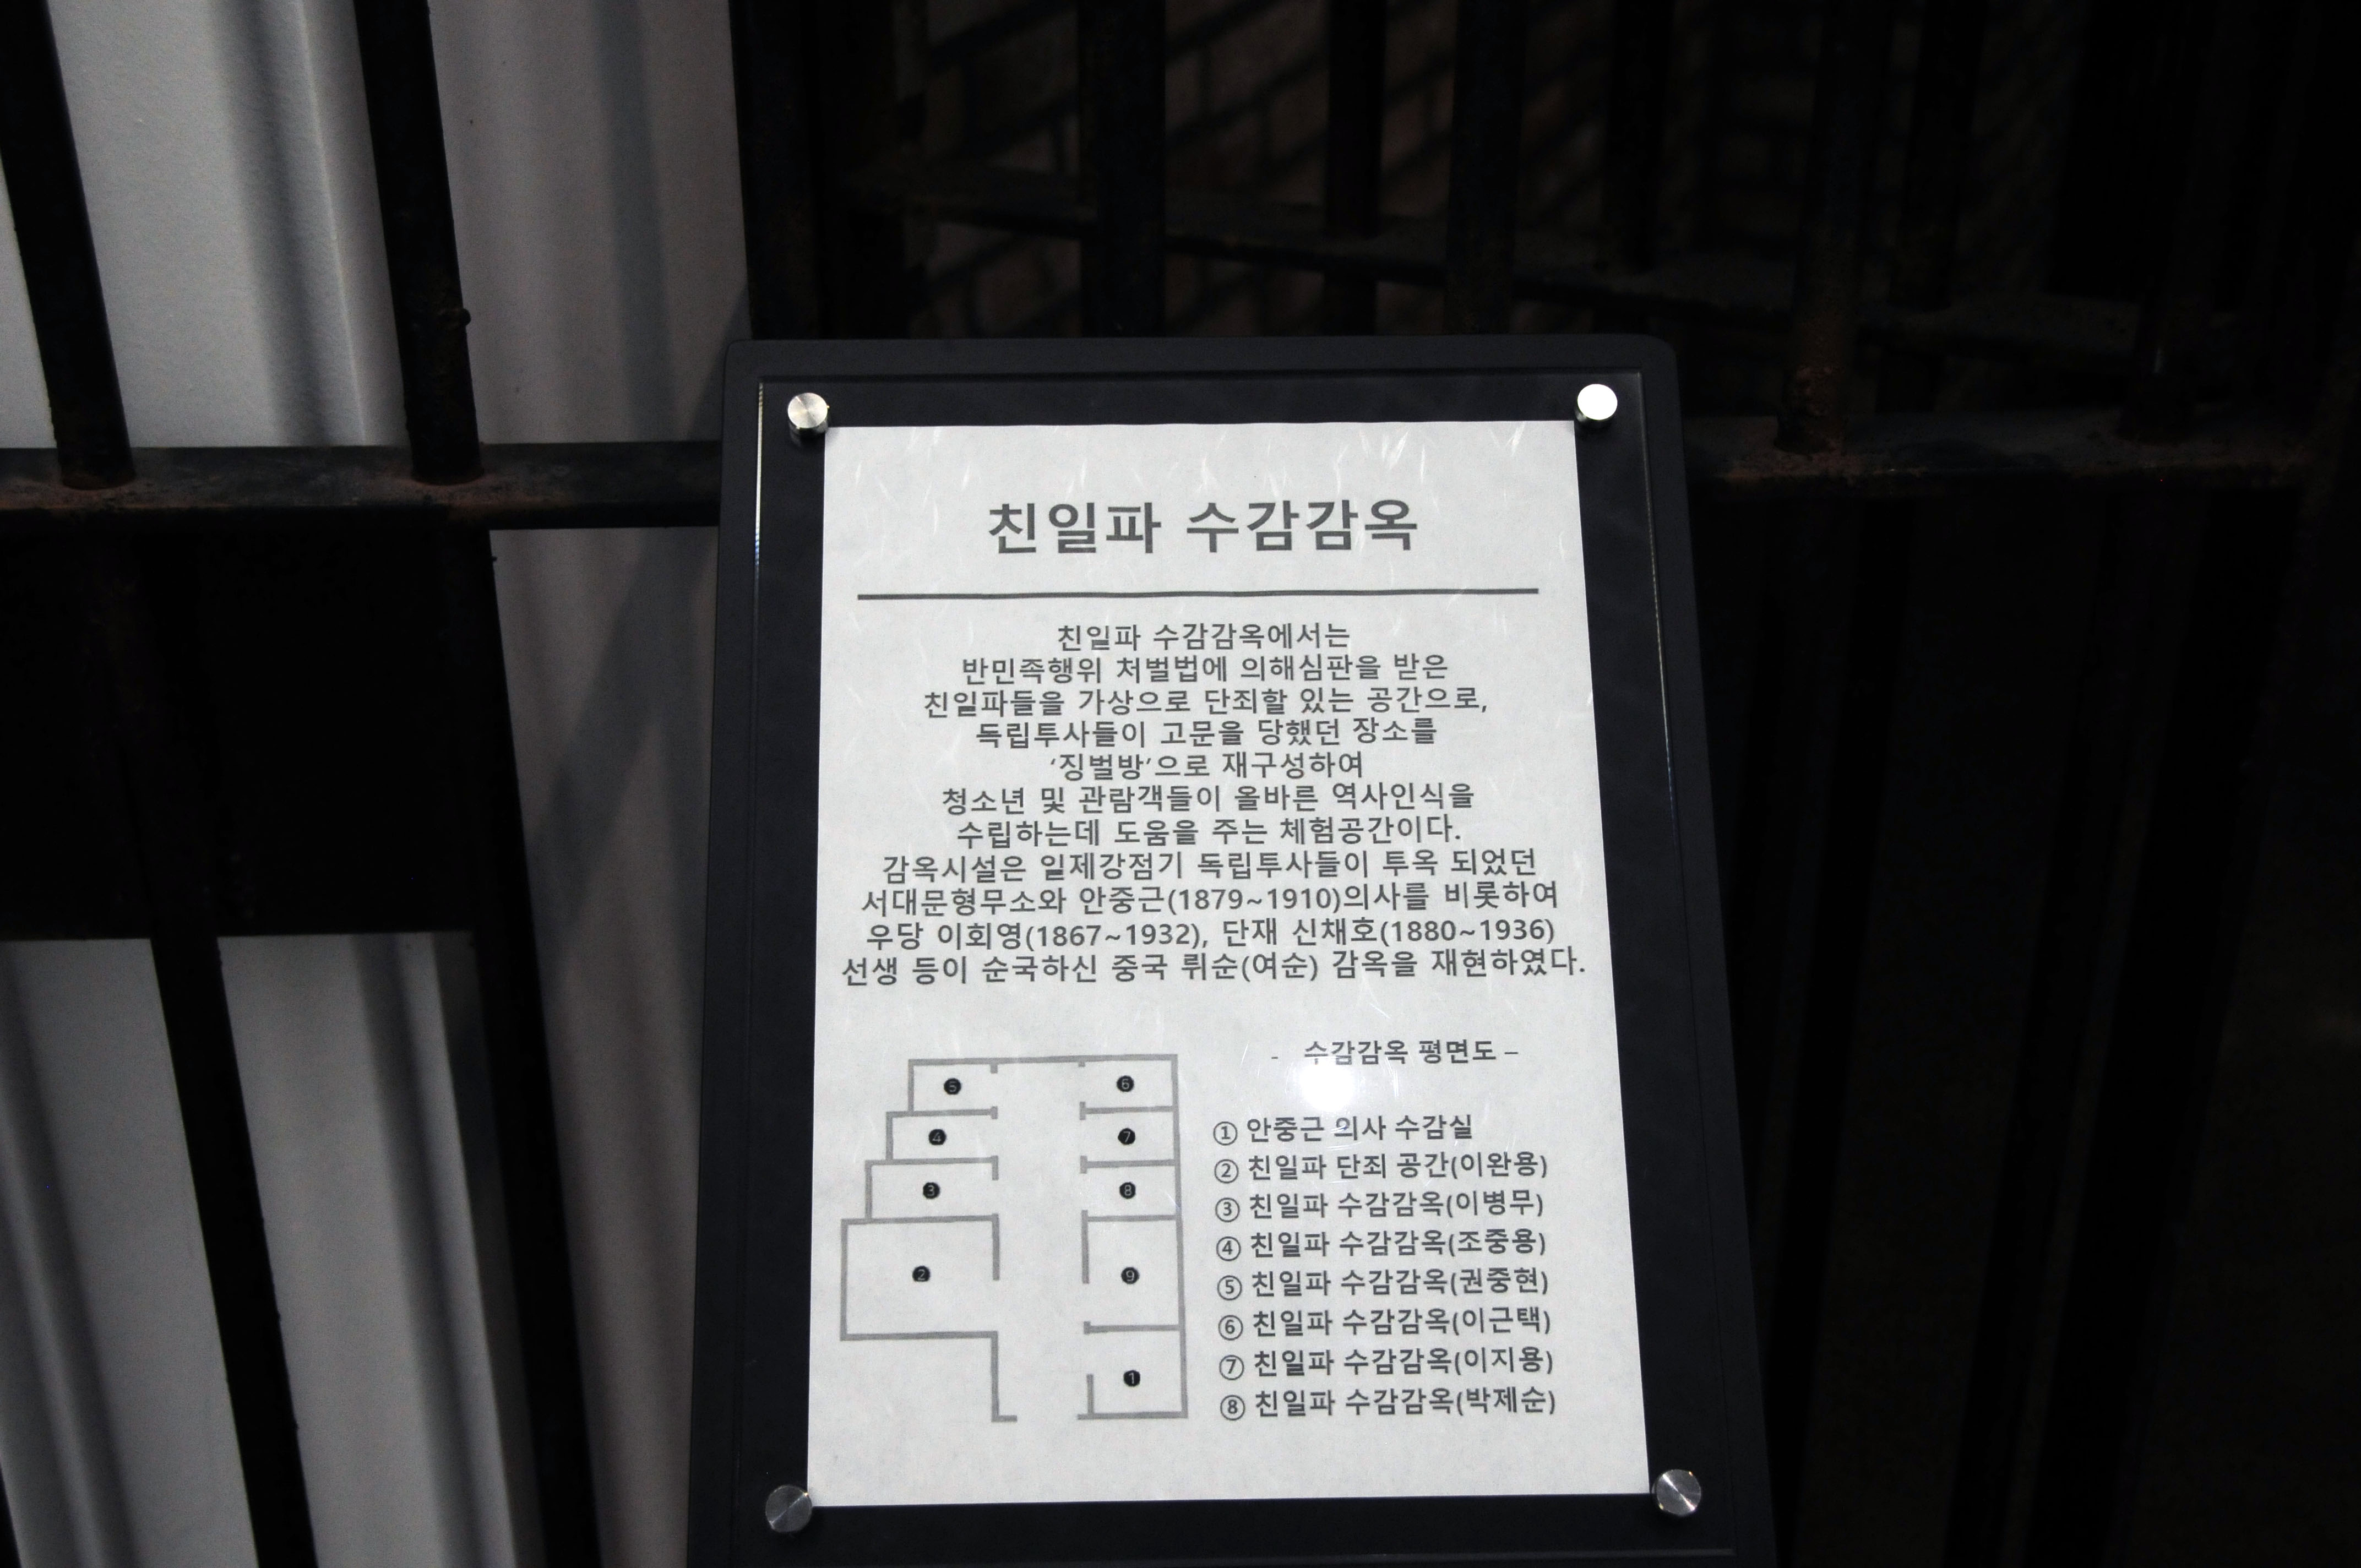 친일파 수감감옥
친일파 수감감옥에서는
반민족행위 처벌법에 의해심판을 받은
친일파들을 가상으로 단죄할 있는 공간으로,
독립투사들이 고문을 당했던 장소를
‘징벌방’으로 재구성하여
청소년 및 관람객들이 올바른 역사인식을
수립하는데 도움을 주는 체험공간이다.
감옥시설은 일제강점기 독립투사들이 투옥 되었던
서대문형무소와 안중근(1879~1910)의사를 비롯하여
우당 이회영(1867~1932), 단재 신채호(1880~1936)
선생 등이 순국하신 중국 뤼순(여순) 감옥을 재현하였다.
- 수감감옥 평면도 –
① 안중근 의사 수감실
② 친일파 단죄 공간(이완용)
③ 친일파 수감감옥(이병무)
④ 친일파 수감감옥(조중용)
⑤ 친일파 수감감옥(권중현)
⑥ 친일파 수감감옥(이근택)
⑦ 친일파 수감감옥(이지용)
⑧ 친일파 수감감옥(박제순)
❺ ❻
❹ ❼
❸ ❽
❷ ❾
❶